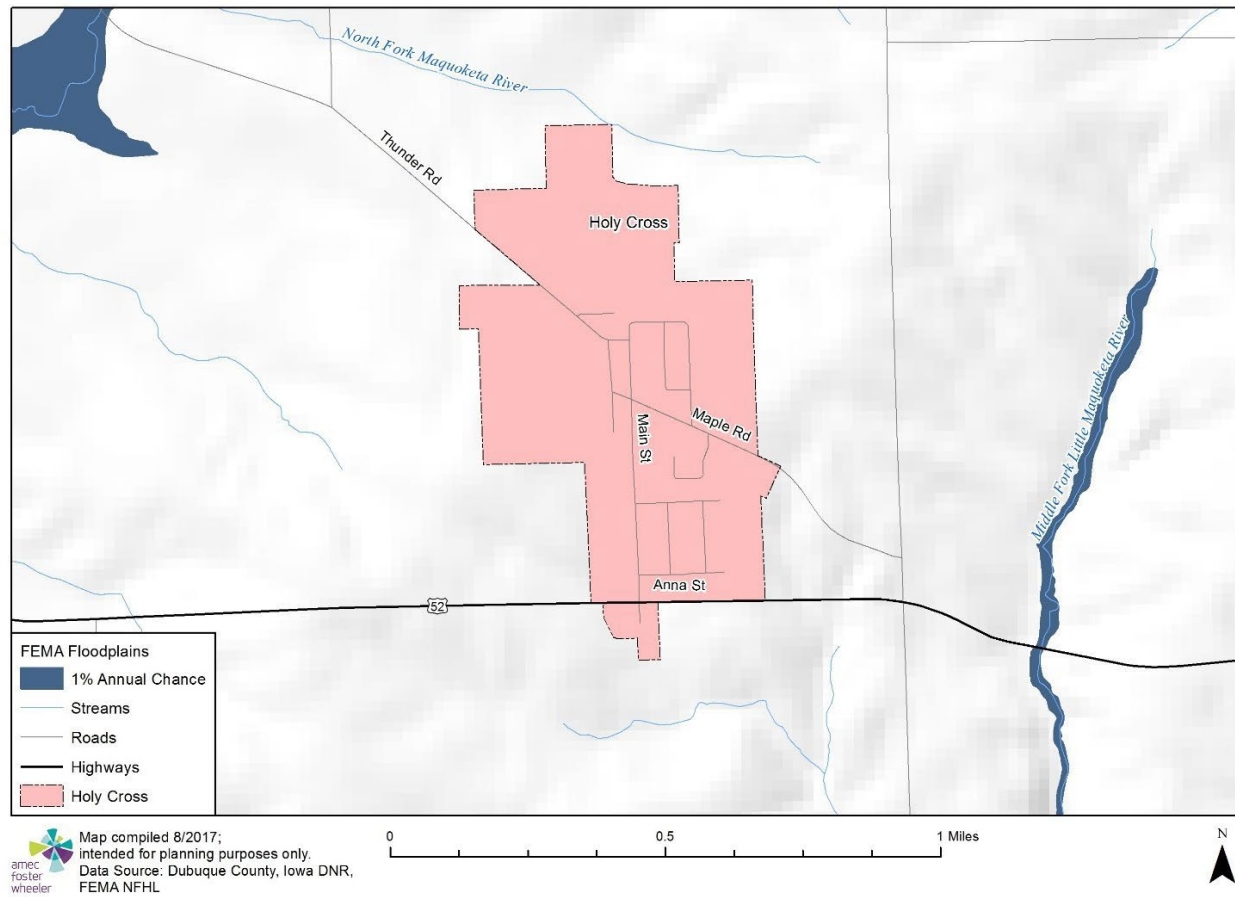 North Fork Maquoketa River
Thunder Rd
Holy Cross
Middle Fork Little Maquoketa River
Maple Rd
Main St
Anna St
52
FEMA Floodplains
1% Annual Chance
Streams
Roads
Highways
Holy Cross
amec
foster
wheeler
Map compiled 8/2017;
intended for planning purposes only.
Data Source: Dubuque County, Iowa DNR,
FEMA NFHL
0 0.5 1 Miles
N